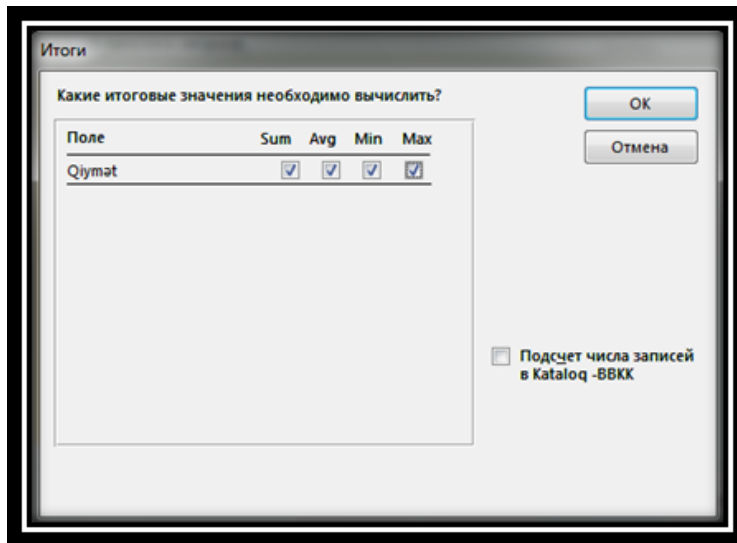 Итоги
Какие итоговые значения необходимо вычислить?
OK
Отмена
Поле Sum Avg Min Max
Qiymət
Подсчет числа записей
в Kataloq -BBKK